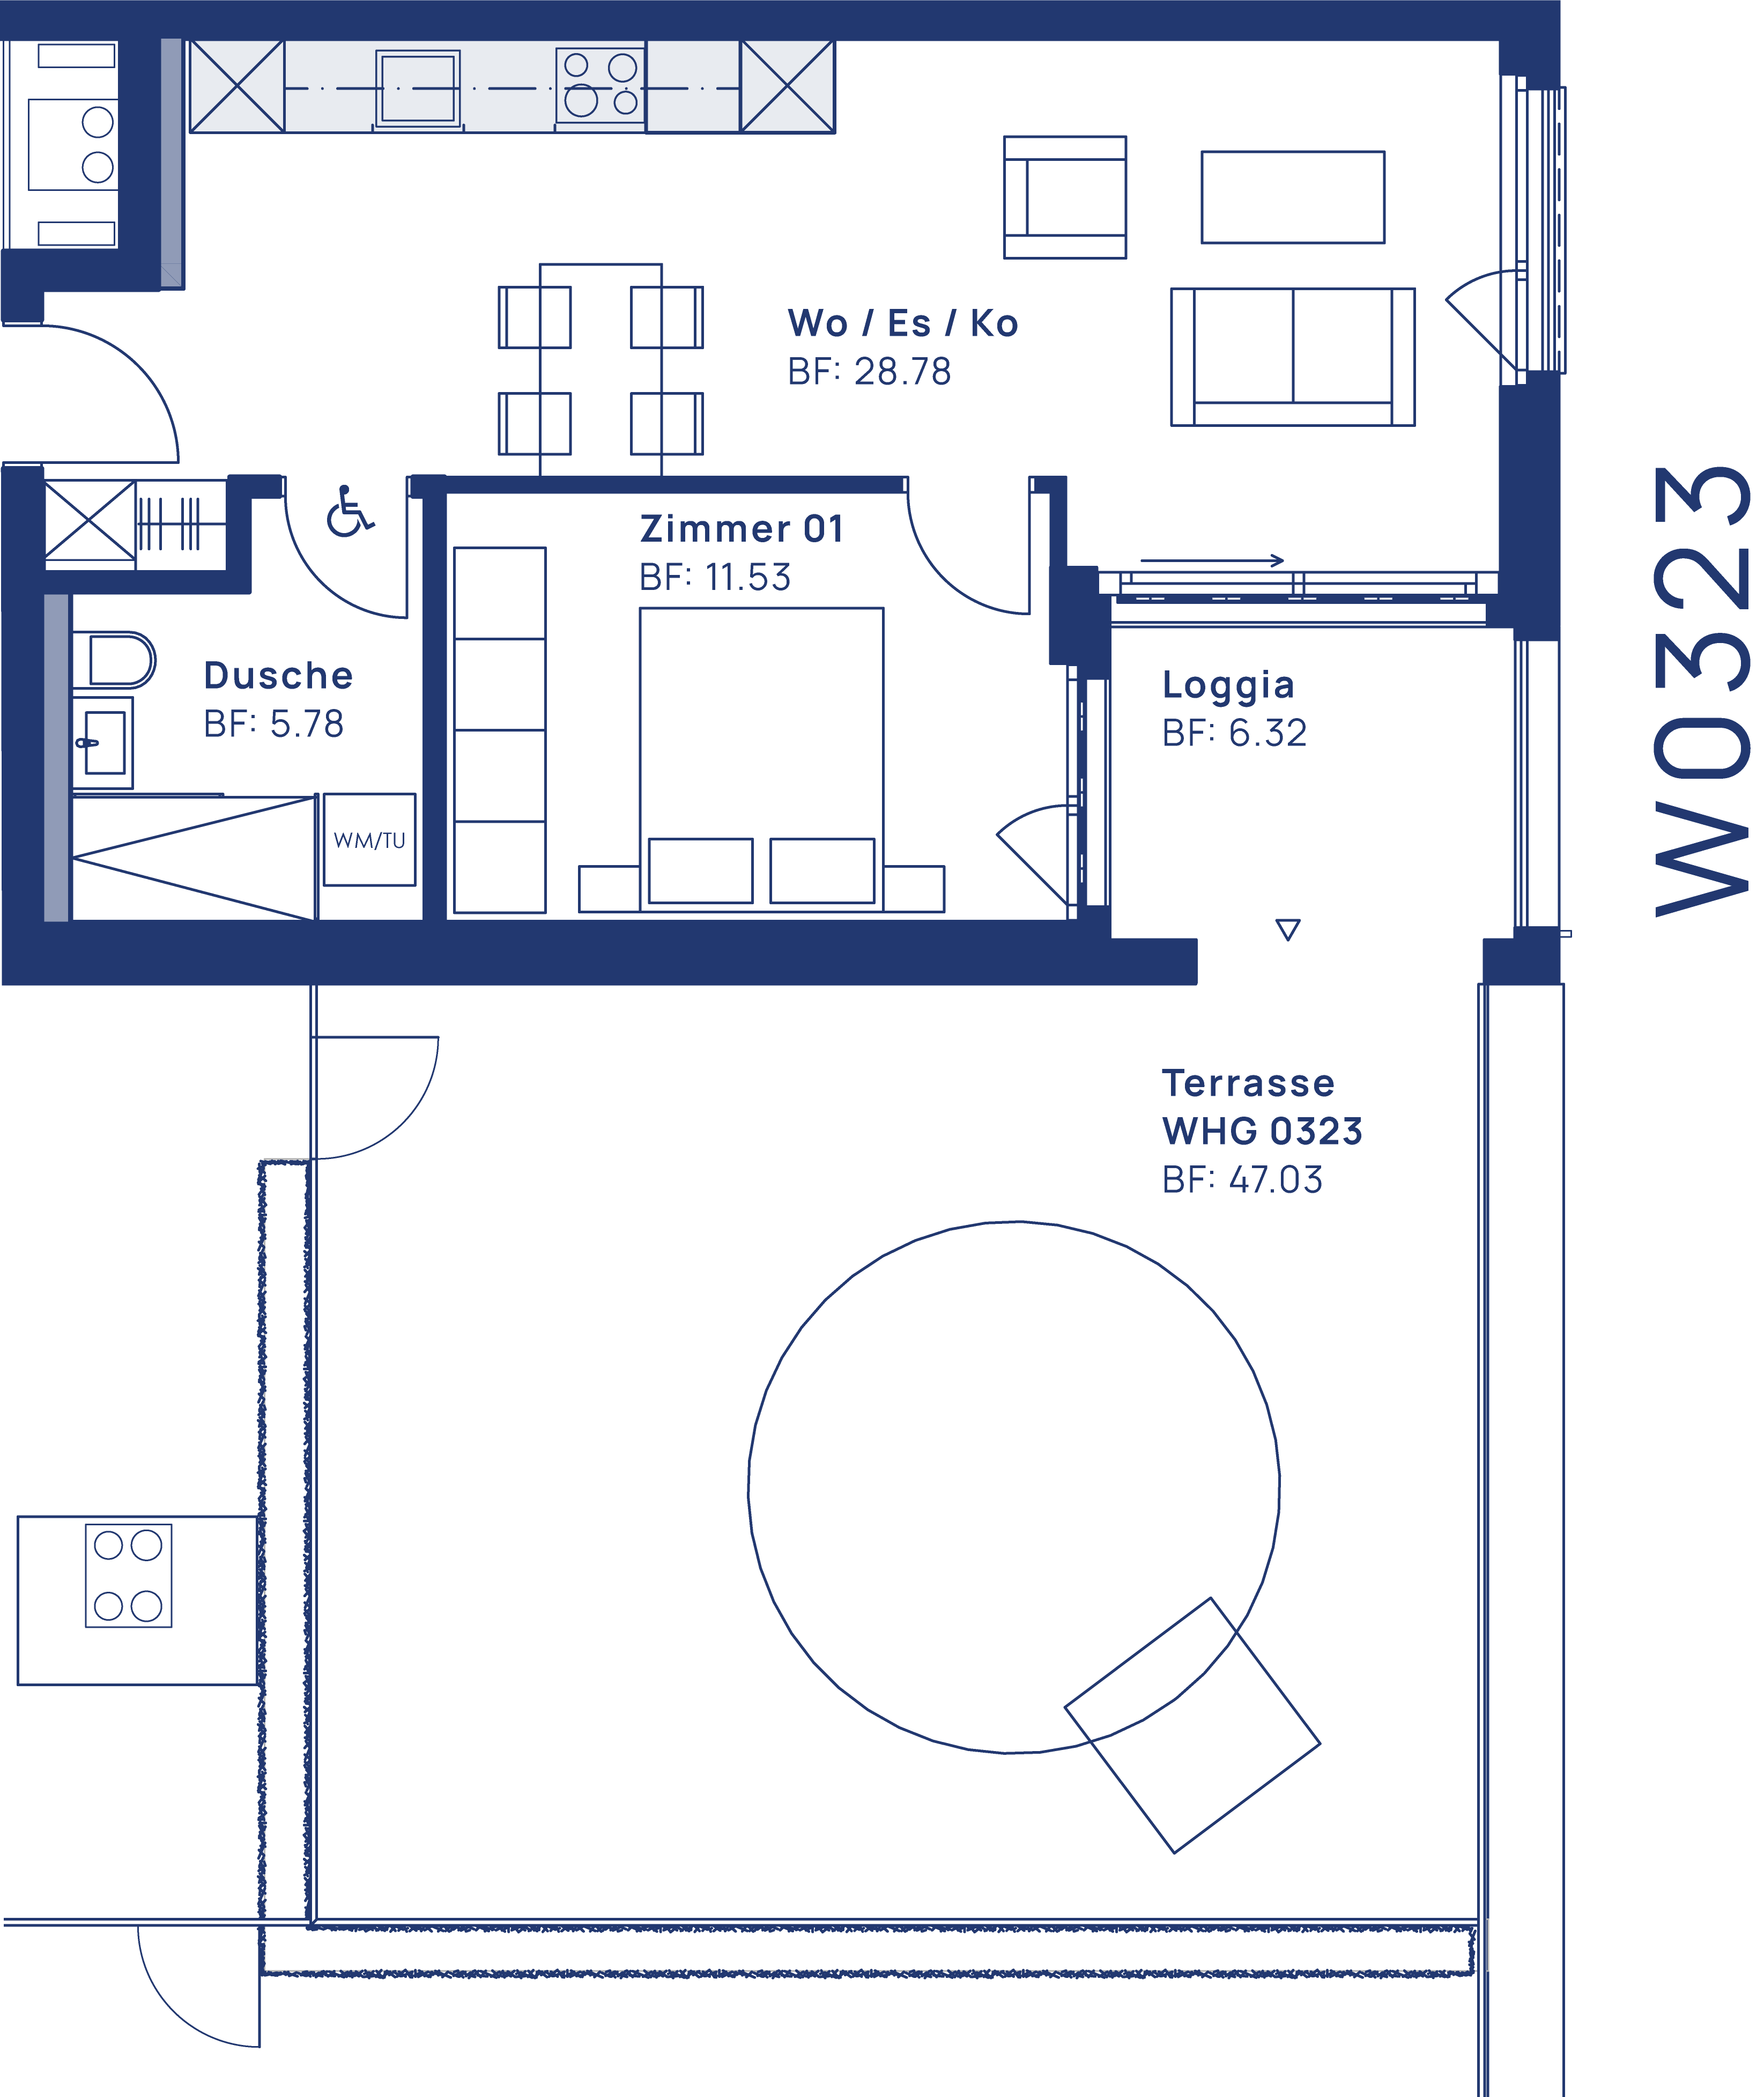 Wo / Es / Ko
BF: 28.78
Zimmer 01
BF: 11.53
Dusche
BF: 5.78
WM/TU
Loggia
BF: 6.32
W0323
Terrasse
WHG 0323
BF: 47.03